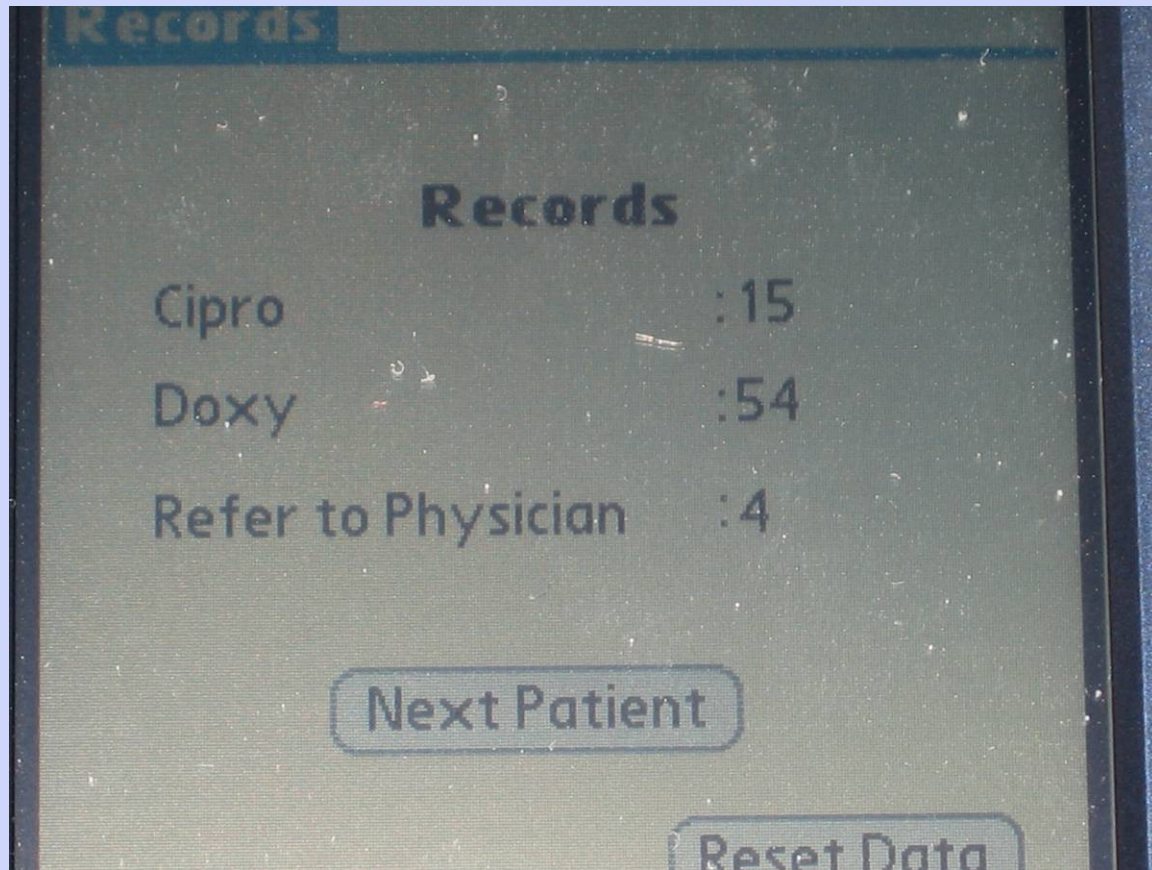 Records
Records
Cipro :15
Doxy :54
Refer to Physician :4
Next Patient
Reset Data